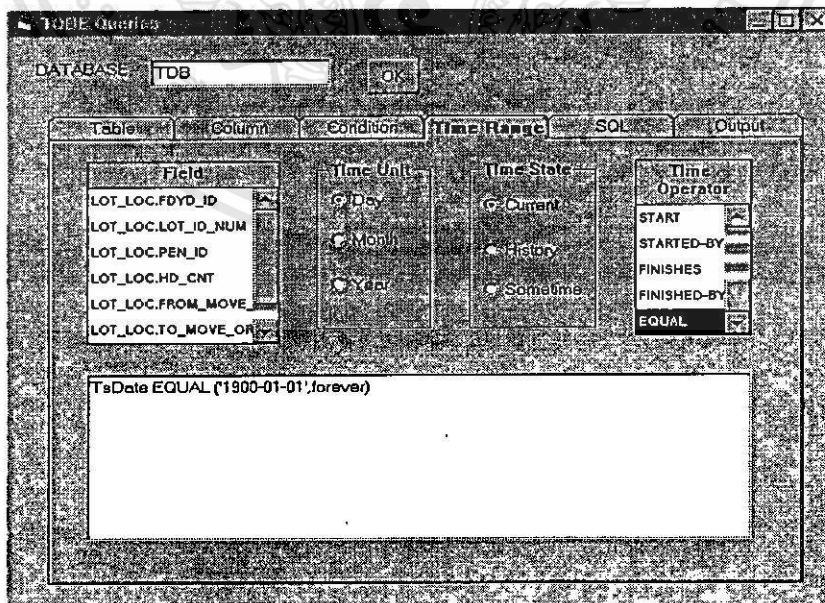 TQBE Queries
DATABASE TDB OK
Table Column Condition Time Range SQL Output
Field
LOT_LOC.FDYD_ID
LOT_LOC.LOT_ID_NUM
LOT_LOC.PEN_ID
LOT_LOC.HD_CNT
LOT_LOC.FROM_MOVE_
LOT_LOC.TO_MOVE_OR
Time Unit
Day
Month
Year
Time State
Current
History
Sometime
Time
Operator
START
STARTED-BY
FINISHES
FINISHED-BY
EQUAL
TsDate EQUAL ('1900-01-01',forever)